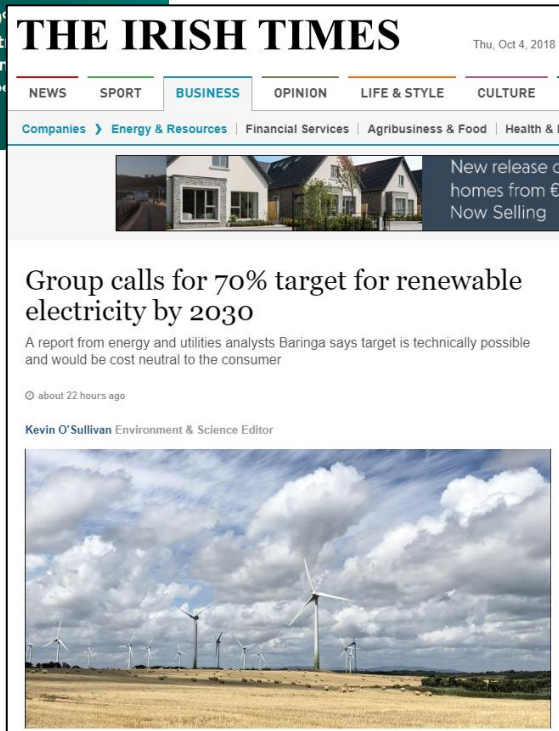 THE IRISH TIMES
Thu, Oct 4, 2018
NEWS SPORT BUSINESS OPINION LIFE & STYLE CULTURE
Companies ❯ Energy & Resources | Financial Services | Agribusiness & Food | Health &
New release
homes from €
Now Selling
Group calls for 70% target for renewable
electricity by 2030
A report from energy and utilities analysts Baringa says target is technically possible
and would be cost neutral to the consumer
about 22 hours ago
Kevin O'Sullivan Environment & Science Editor